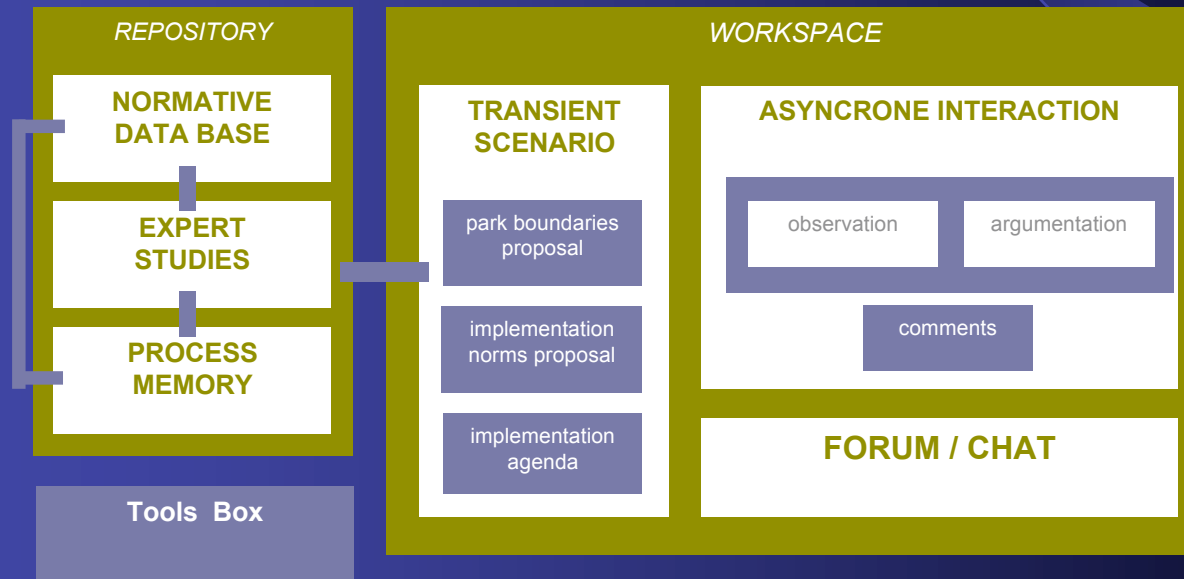 REPOSITORY
NORMATIVE
DATA BASE
EXPERT
STUDIES
PROCESS
MEMORY
Tools Box
WORKSPACE
TRANSIENT
SCENARIO
park boundaries
proposal
implementation
norms proposal
implementation
agenda
ASYNCRONE INTERACTION
observation
argumentation
comments
FORUM / CHAT